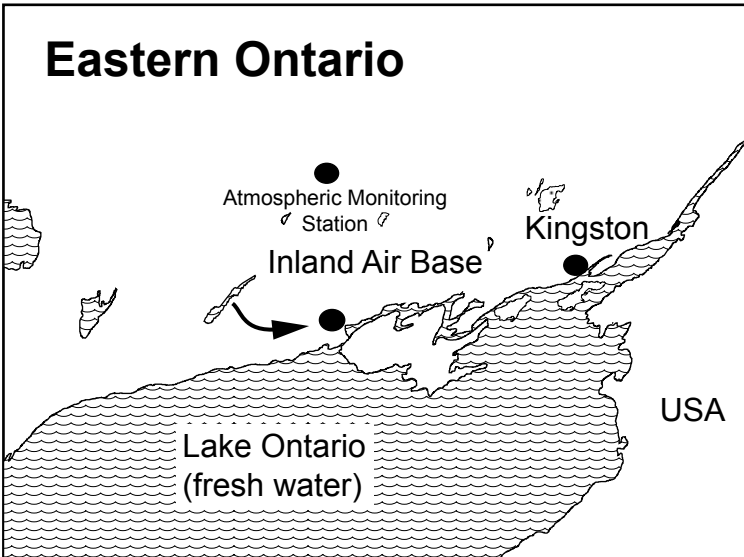 Eastern Ontario
Atmospheric Monitoring
Station
Kingston
Inland Air Base
USA
Lake Ontario
(fresh water)